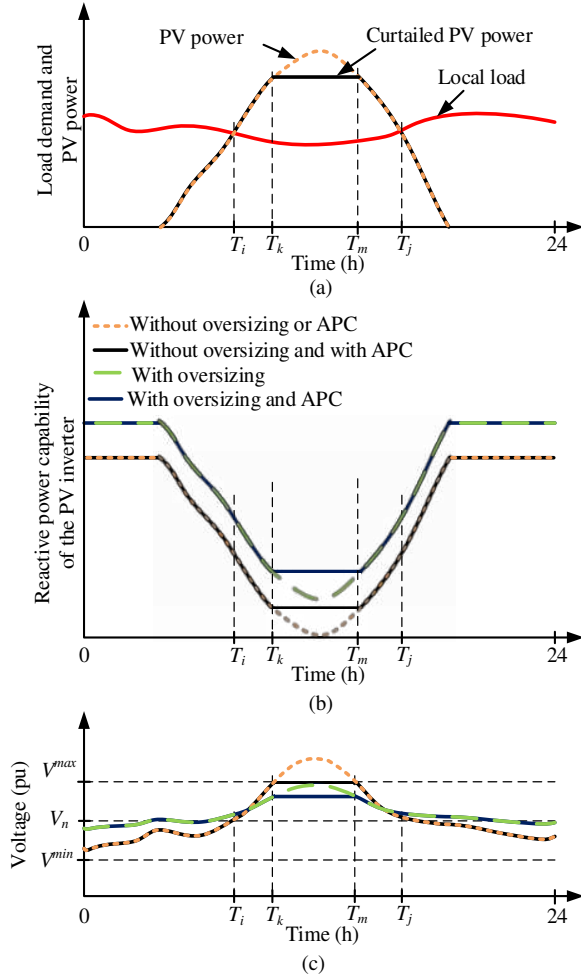 PV power
Curtailed PV power
Local load
Load demand and
PV power
0
T_i
T_k
T_m
T_j
24
Time (h)
(a)
Without oversizing or APC
Without oversizing and with APC
With oversizing
With oversizing and APC
Reactive power capability
of the PV inverter
0
T_i
T_k
T_m
T_j
24
Time (h)
(b)
Voltage (pu)
V^max
V_n
V^min
0
T_i
T_k
T_m
T_j
24
Time (h)
(c)